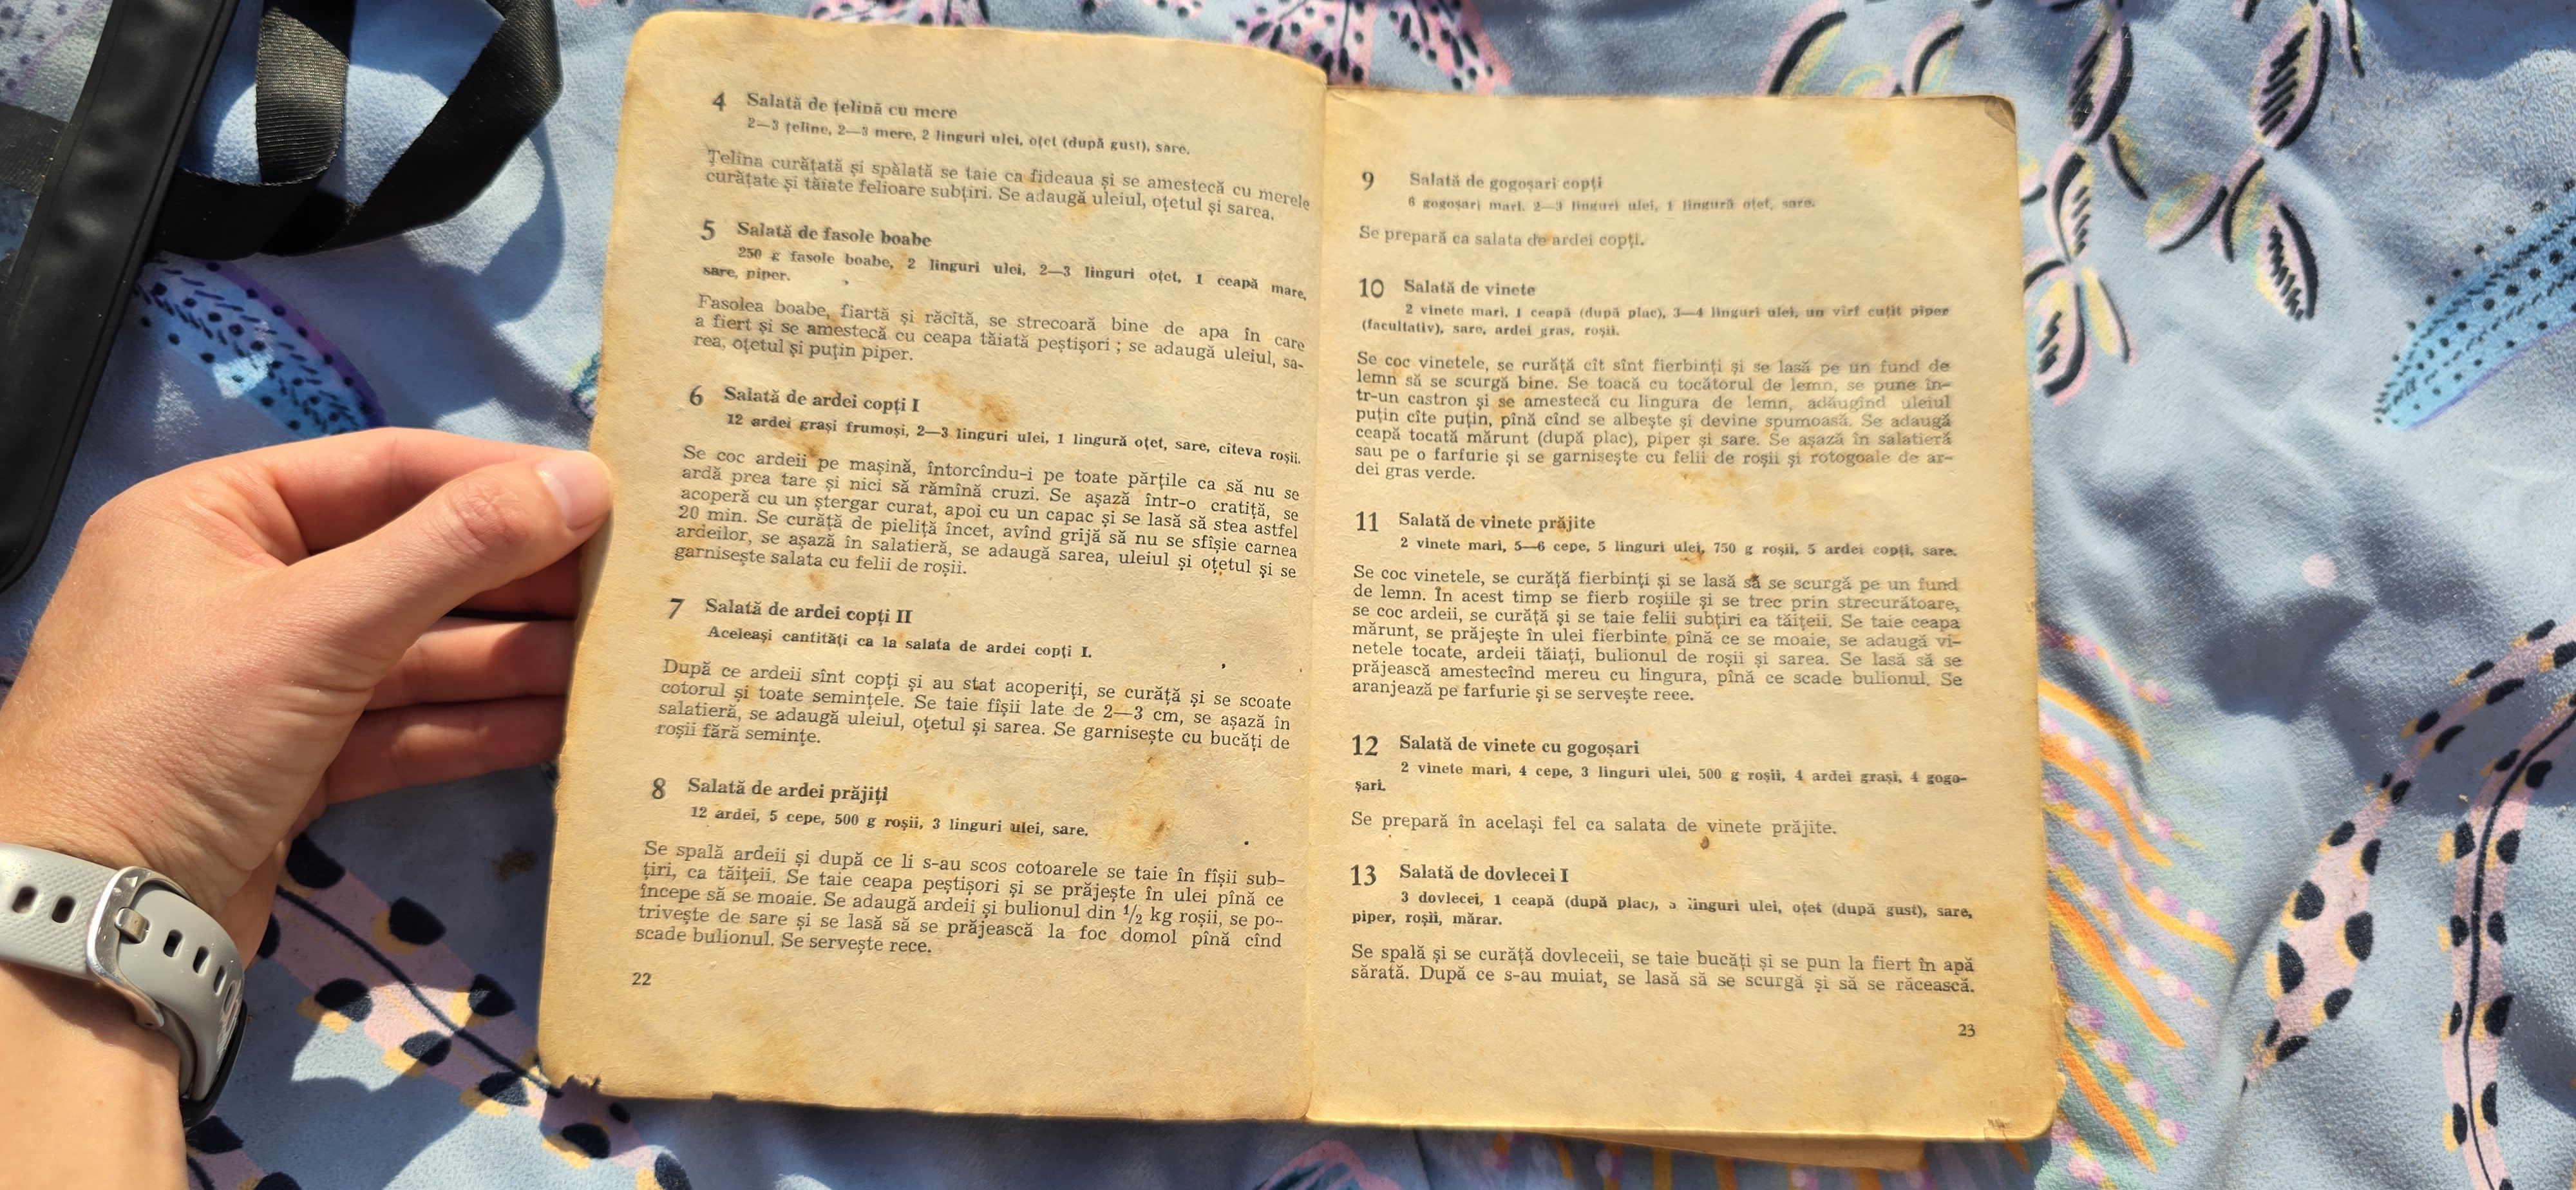 4 Salată de țelină cu mere
2—3 țeline, 2—3 mere, 2 linguri ulei, oțet (după gust), sare.
Țelina curățată și spălată se taie ca fideaua și se amestecă cu merele
curățate și tăiate felioare subțiri. Se adaugă uleiul, oțetul și sarea.
5 Salată de fasole boabe
250 g fasole boabe, 2 linguri ulei, 2—3 linguri oțet, 1 ceapă mare,
sare, piper.
Fasolea boabe, fiartă și răcită, se strecoară bine de apa în care
a fiert și se amestecă cu ceapa tăiată peștișori ; se adaugă uleiul, sa-
rea, oțetul și puțin piper.
6 Salată de ardei copți I
12 ardei grași frumoși, 2—3 linguri ulei, 1 lingură oțet, sare, cîteva roșii.
Se coc ardeii pe mașină, întorcîndu-i pe toate părțile ca să nu se
ardă prea tare și nici să rămînă cruzi. Se așază într-o cratiță, se
acoperă cu un ștergar curat, apoi cu un capac și se lasă să stea astfel
20 min. Se curăță de pieliță încet, avînd grijă să nu se sfîșie carnea
ardeilor, se așază în salatieră, se adaugă sarea, uleiul și oțetul și se
garnisește salata cu felii de roșii.
7 Salată de ardei copți II
Aceleași cantități ca la salata de ardei copți I.
După ce ardeii sînt copți și au stat acoperiți, se curăță și se scoate
cotorul și toate semințele. Se taie fîșii late de 2—3 cm, se așază în
salatieră, se adaugă uleiul, oțetul și sarea. Se garnisește cu bucăți de
roșii fără semințe.
8 Salată de ardei prăjiți
12 ardei, 5 cepe, 500 g roșii, 3 linguri ulei, sare.
Se spală ardeii și după ce li s-au scos cotoarele se taie în fîșii sub-
țiri, ca tăiței. Se taie ceapa peștișori și se prăjește în ulei pînă ce
începe să se moaie. Se adaugă ardeii și bulionul din 1/2 kg roșii, se po-
trivește de sare și se lasă să se prăjească la foc domol pînă cînd
scade bulionul. Se servește rece.
22
9 Salată de gogoșari copți
6 gogoșari mari, 2—3 linguri ulei, 1 lingură oțet, sare.
Se prepară ca salata de ardei copți.
10 Salată de vinete
2 vinete mari, 1 ceapă (după plac), 3—4 linguri ulei, un vîrf cuțit piper
(facultativ), sare, ardei gras, roșii.
Se coc vinetele, se curăță cît sînt fierbinți și se lasă pe un fund de
lemn să se scurgă bine. Se toacă cu tocătorul de lemn, se pune în-
tr-un castron și se amestecă cu lingura de lemn, adăugînd uleiul
puțin cîte puțin, pînă cînd se albește și devine spumoasă. Se adaugă
ceapă tocată mărunt (după plac), piper și sare. Se așază în salatieră
sau pe o farfurie și se garnisește cu felii de roșii și rotogoale de ar-
dei gras verde.
11 Salată de vinete prăjite
2 vinete mari, 5—6 cepe, 5 linguri ulei, 750 g roșii, 5 ardei copți, sare.
Se coc vinetele, se curăță fierbinți și se lasă să se scurgă pe un fund
de lemn. În acest timp se fierb roșiile și se trec prin strecurătoare,
se coc ardeii, se curăță și se taie felii subțiri ca tăițeii. Se taie ceapa
mărunt, se prăjește în ulei fierbinte pînă ce se moaie, se adaugă vi-
netele tocate, ardeii tăiați, bulionul de roșii și sarea. Se lasă să se
prăjească amestecînd mereu cu lingura, pînă ce scade bulionul. Se
aranjează pe farfurie și se servește rece.
12 Salată de vinete cu gogoșari
2 vinete mari, 4 cepe, 3 linguri ulei, 500 g roșii, 4 ardei grași, 4 gogo-
șari.
Se prepară în același fel ca salata de vinete prăjite.
13 Salată de dovlecei I
3 dovlecei, 1 ceapă (după plac), linguri ulei, oțet (după gust), sare,
piper, roșii, mărar.
Se spală și se curăță dovleceii, se taie bucăți și se pun la fiert în apă
sărată. După ce s-au muiat, se lasă să se scurgă și să se răcească.
23